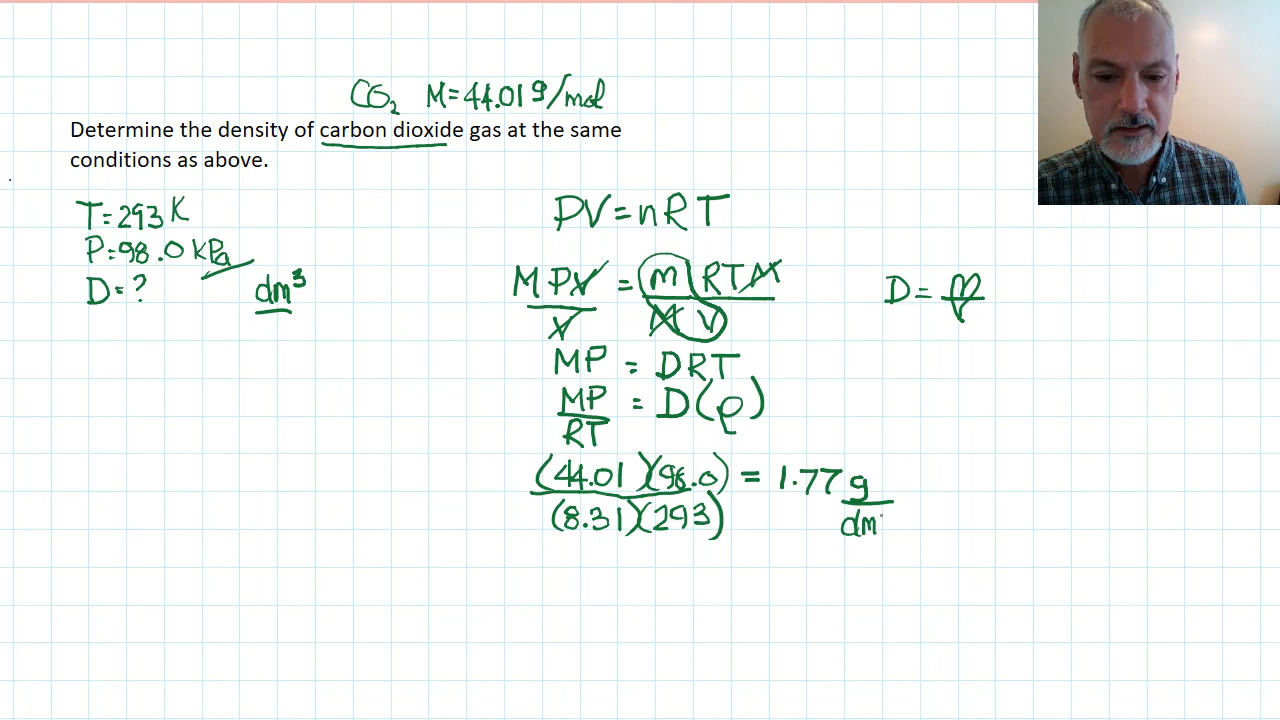 CO₂ M=44.01 g/mol
Determine the density of carbon dioxide gas at the same
conditions as above.
T=293 K
P=98.0 kPa
D=?
dm³
PV=nRT
MPV/V = m RTM/M V
D = m/V
MP = DRT
MP/RT = D(ρ)
(44.01)(98.0)/(8.31)(293) = 1.77 g/dm